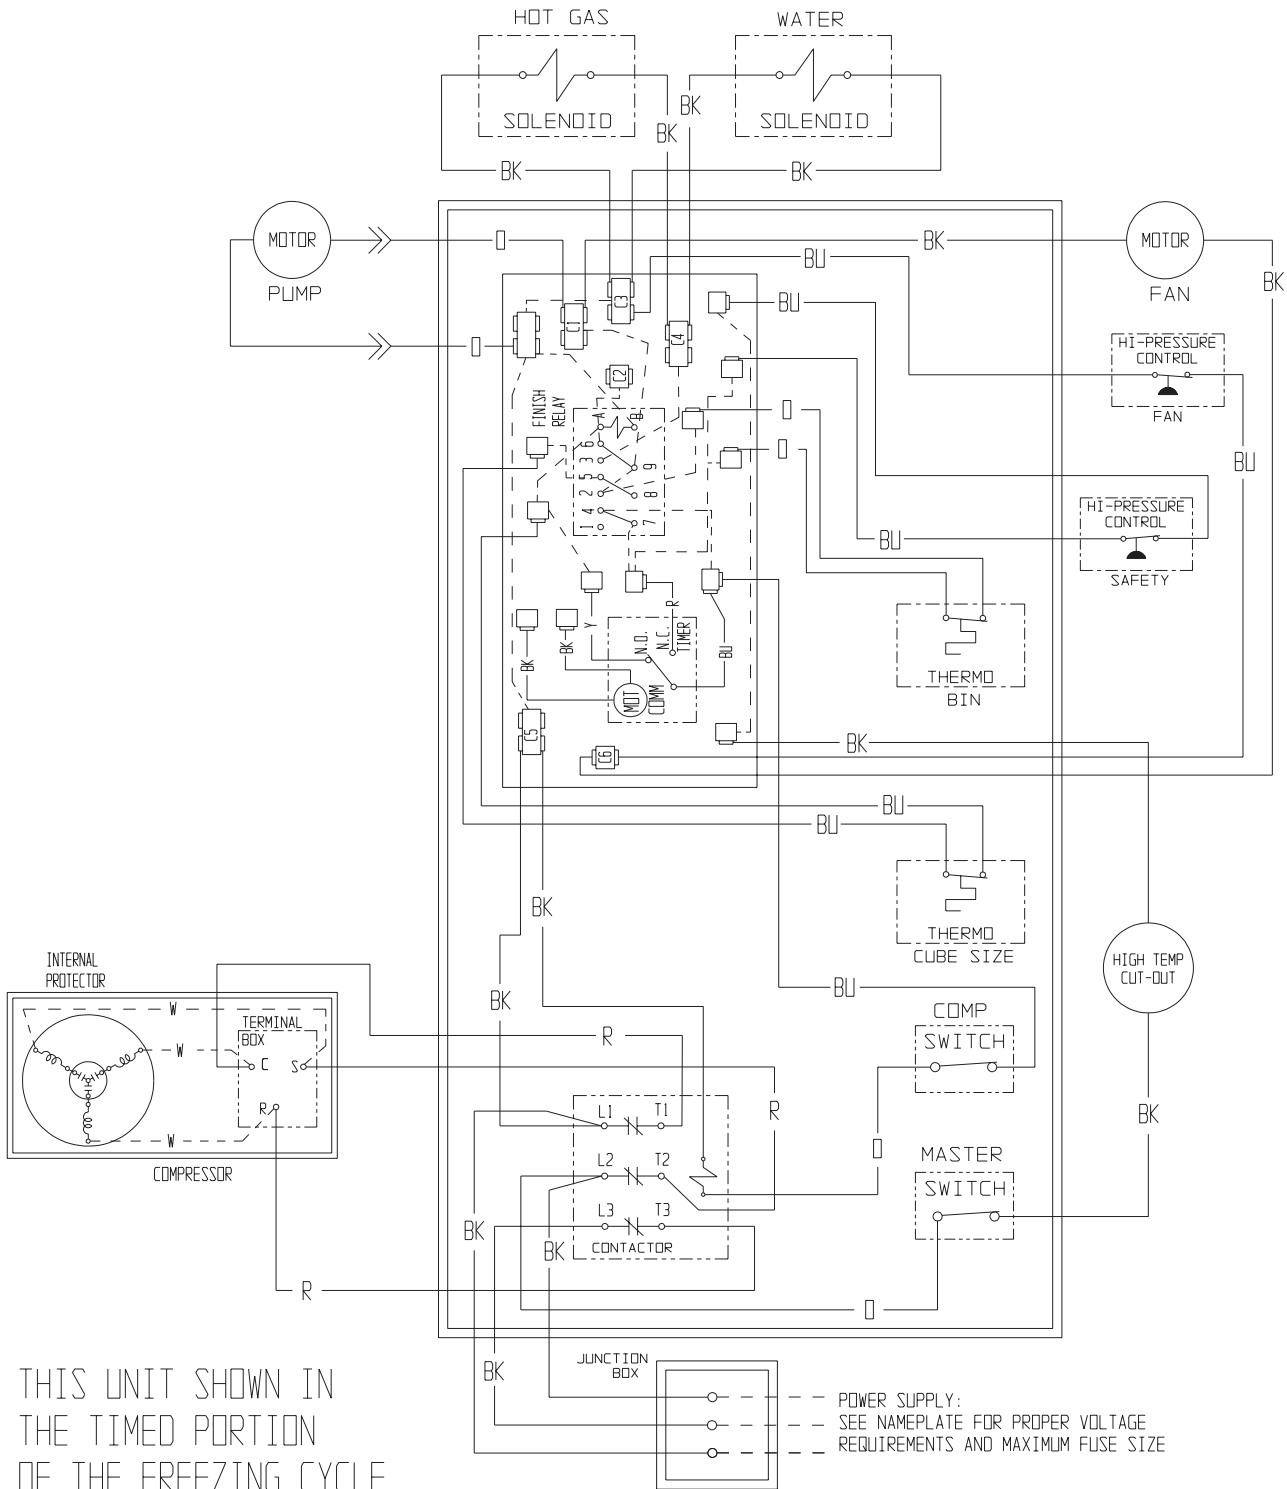 HOT GAS
WATER
SOLENOID
SOLENOID
BK
BK
BK
BK
MOTOR
PUMP
O
BK
BU
MOTOR
FAN
BK
O
C1
C3
C4
C2
BU
HI-PRESSURE
CONTROL
FAN
FINISH
RELAY
A
B
6
3
5
2
4
1
9
8
7
O
O
BU
BU
HI-PRESSURE
CONTROL
SAFETY
Y
R
BK
BK
BU
N.O.
N.C.
TIMER
MOT
COMM
THERMO
BIN
C5
C6
BK
BU
BU
BK
THERMO
CUBE SIZE
HIGH TEMP
CUT-OUT
INTERNAL
PROTECTOR
W
W
W
TERMINAL
BOX
C
S
R
COMPRESSOR
BK
BU
COMP
SWITCH
R
R
O
BK
L1
T1
L2
T2
L3
T3
CONTACTOR
MASTER
SWITCH
BK
BK
R
O
BK
JUNCTION
BOX
THIS UNIT SHOWN IN
THE TIMED PORTION
OF THE FREEZING CYCLE
POWER SUPPLY:
SEE NAMEPLATE FOR PROPER VOLTAGE
REQUIREMENTS AND MAXIMUM FUSE SIZE